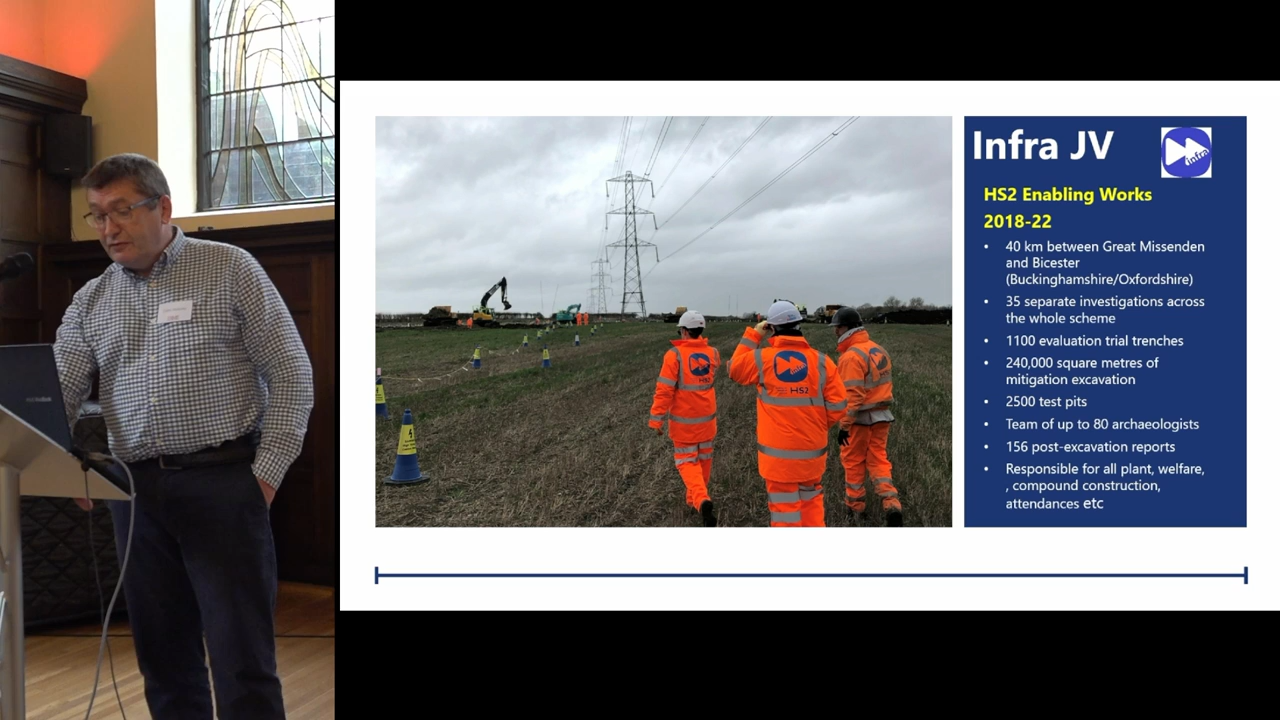 Infra JV
infra
HS2 Enabling Works
2018-22
• 40 km between Great Missenden
and Bicester
(Buckinghamshire/Oxfordshire)
• 35 separate investigations across
the whole scheme
• 1100 evaluation trial trenches
• 240,000 square metres of
mitigation excavation
• 2500 test pits
• Team of up to 80 archaeologists
• 156 post-excavation reports
• Responsible for all plant, welfare,
, compound construction,
attendances etc
HS2
HS2